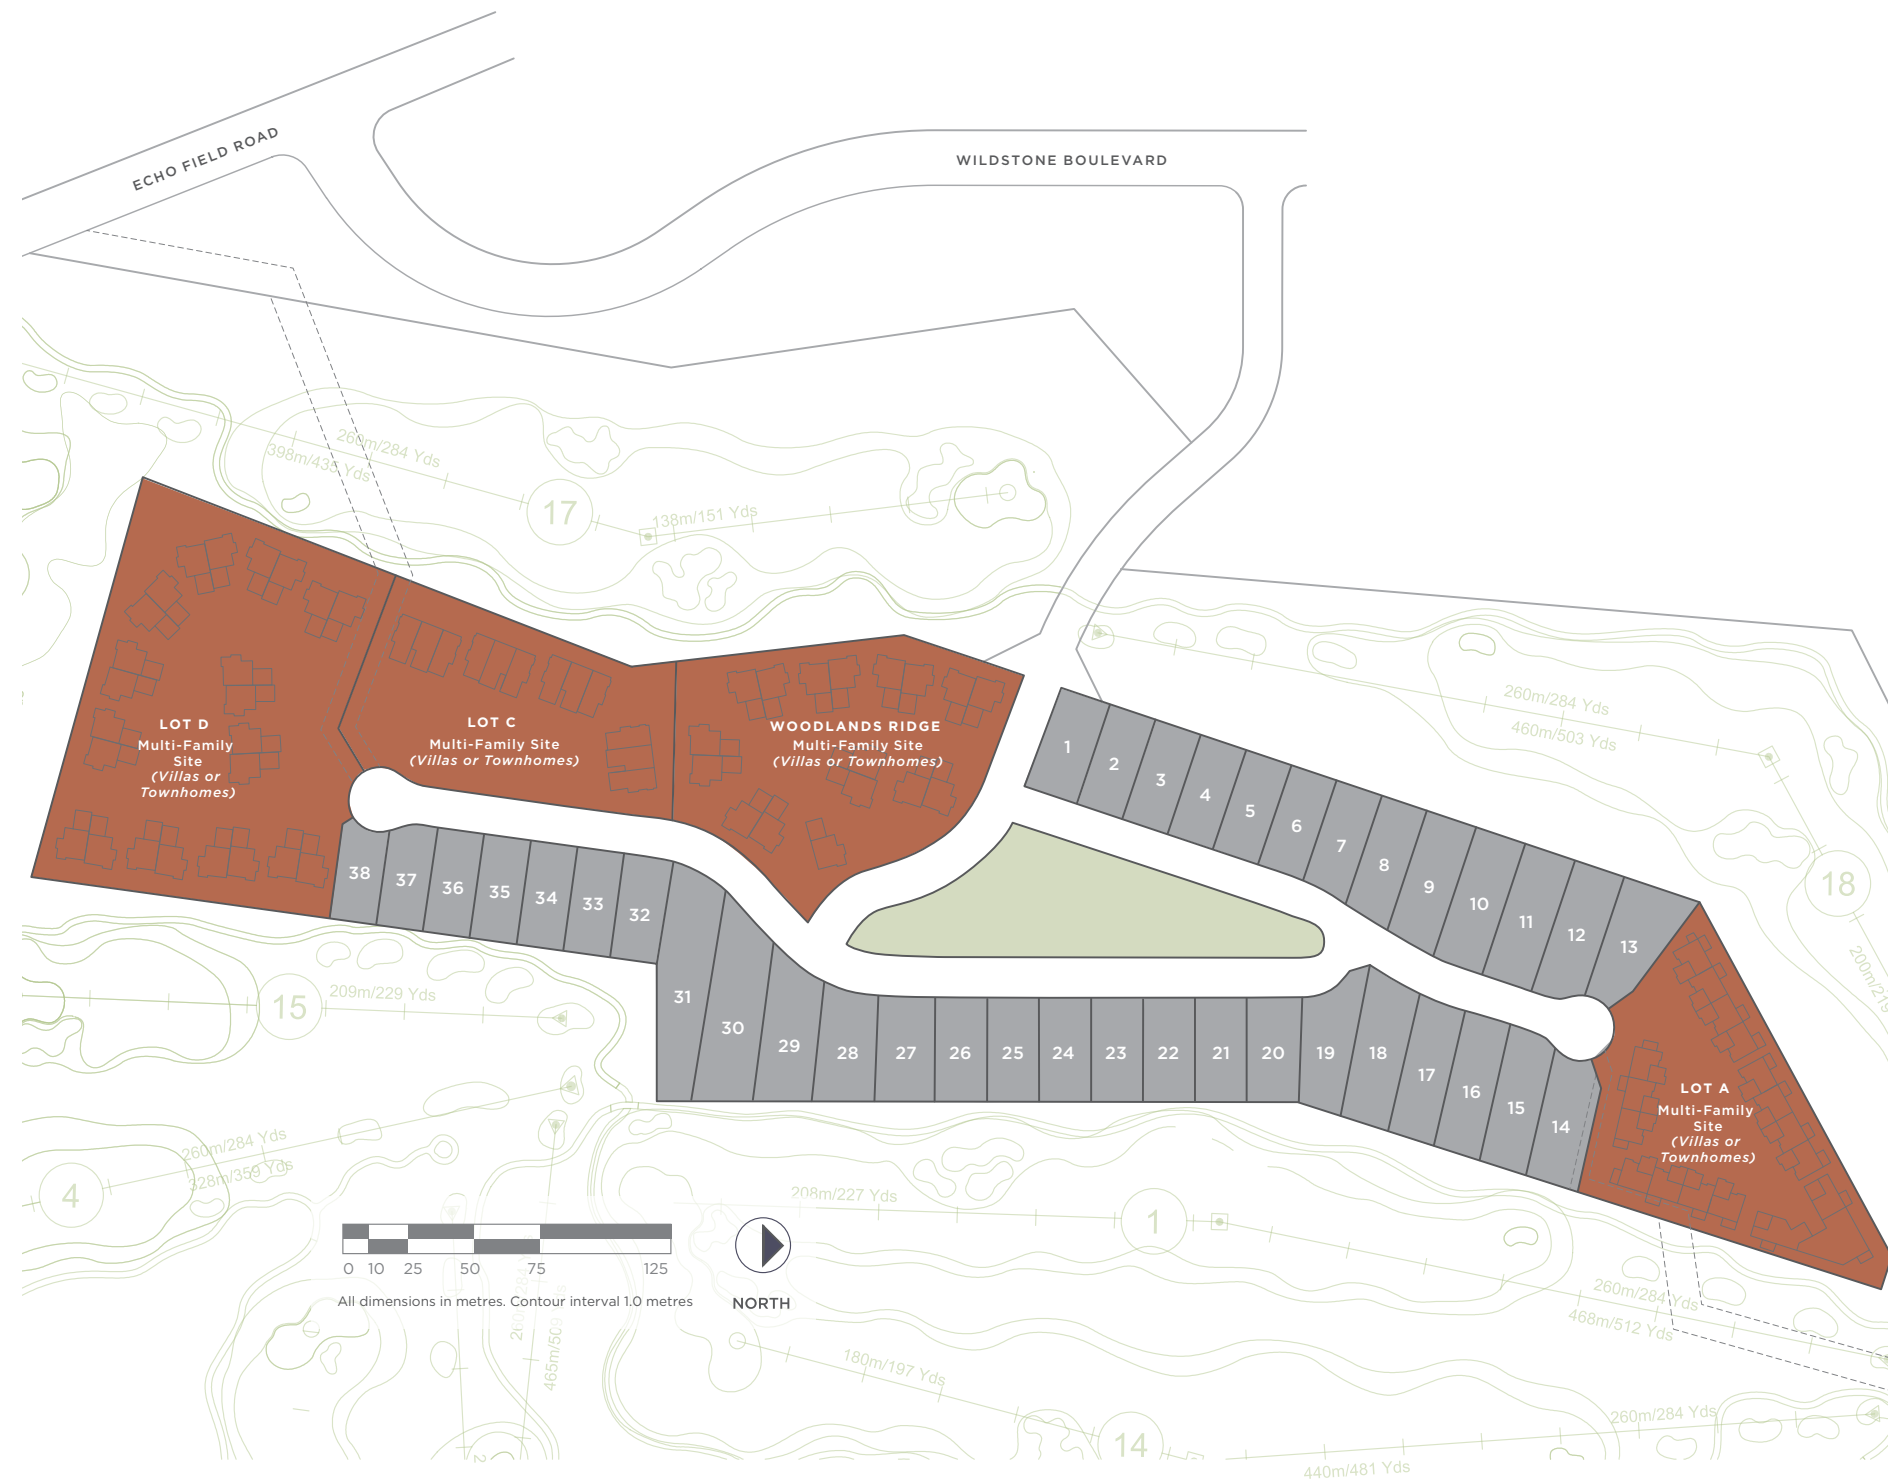 ECHO FIELD ROAD
WILDSTONE BOULEVARD
260m/284 Yds
398m/435 Yds
17
138m/151 Yds
260m/284 Yds
460m/503 Yds
18
LOT D
Multi-Family
Site
(Villas or
Townhomes)
LOT C
Multi-Family Site
(Villas or Townhomes)
WOODLANDS RIDGE
Multi-Family Site
(Villas or Townhomes)
1
2
3
4
5
6
7
8
9
10
11
12
13
38
37
36
35
34
33
32
31
30
29
28
27
26
25
24
23
22
21
20
19
18
17
16
15
14
LOT A
Multi-Family
Site
(Villas or
Townhomes)
15
209m/229 Yds
260m/284 Yds
328m/359 Yds
4
208m/227 Yds
1
260m/284 Yds
468m/512 Yds
0 10 25 50 75 125
All dimensions in metres. Contour interval 1.0 metres
NORTH
180m/197 Yds
14
260m/284 Yds
440m/481 Yds